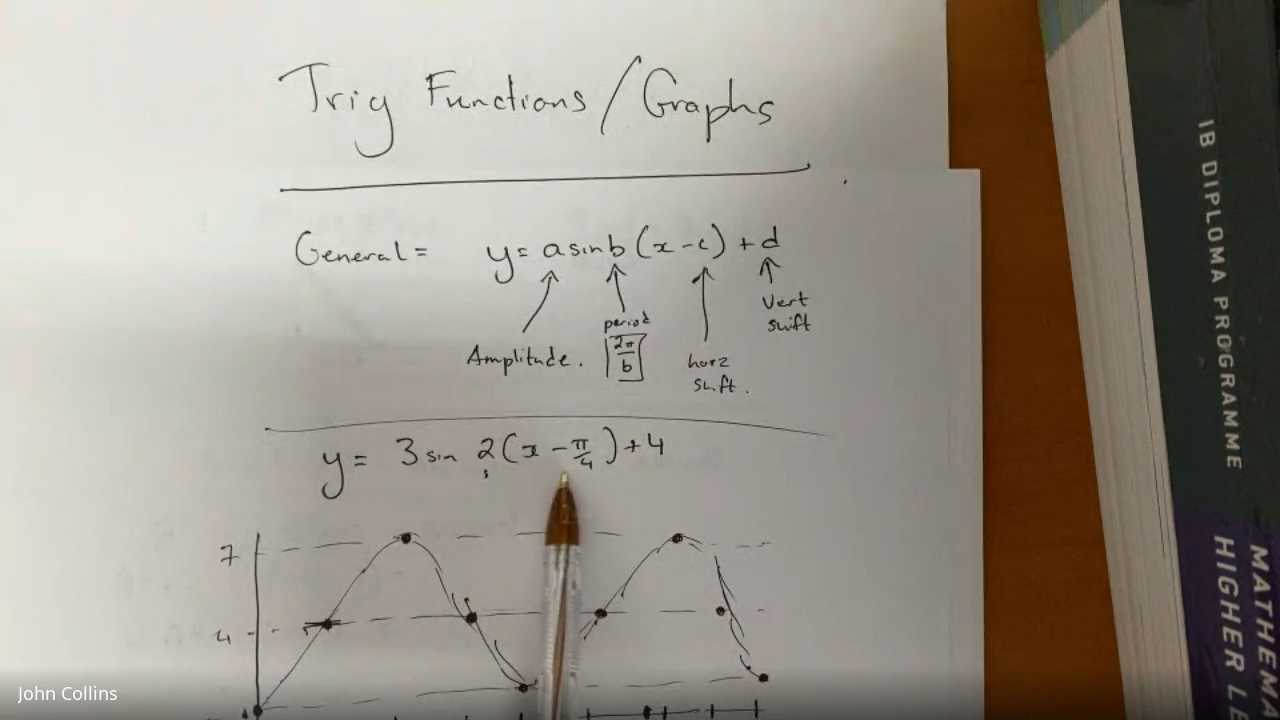 Trig Functions/Graphs
General = y = a sin b (x - c) + d
Amplitude.
period
2π
b
horz
shift.
Vert
shift
y = 3 sin 2 (x - π/4) + 4
7
4
IB DIPLOMA PROGRAMME
HIGHER LE
MATHEMA
John Collins